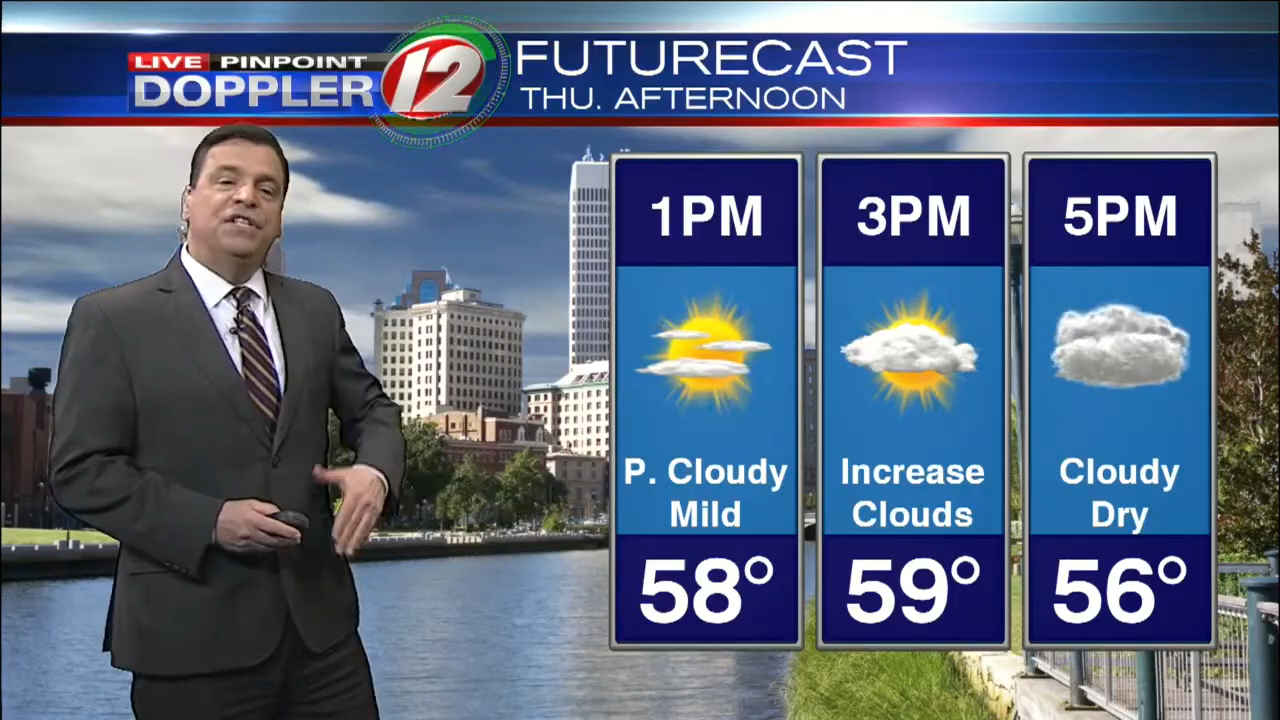 LIVE PINPOINT
DOPPLER 12
FUTURECAST
THU. AFTERNOON
1PM
P. Cloudy
Mild
58°
3PM
Increase
Clouds
59°
5PM
Cloudy
Dry
56°